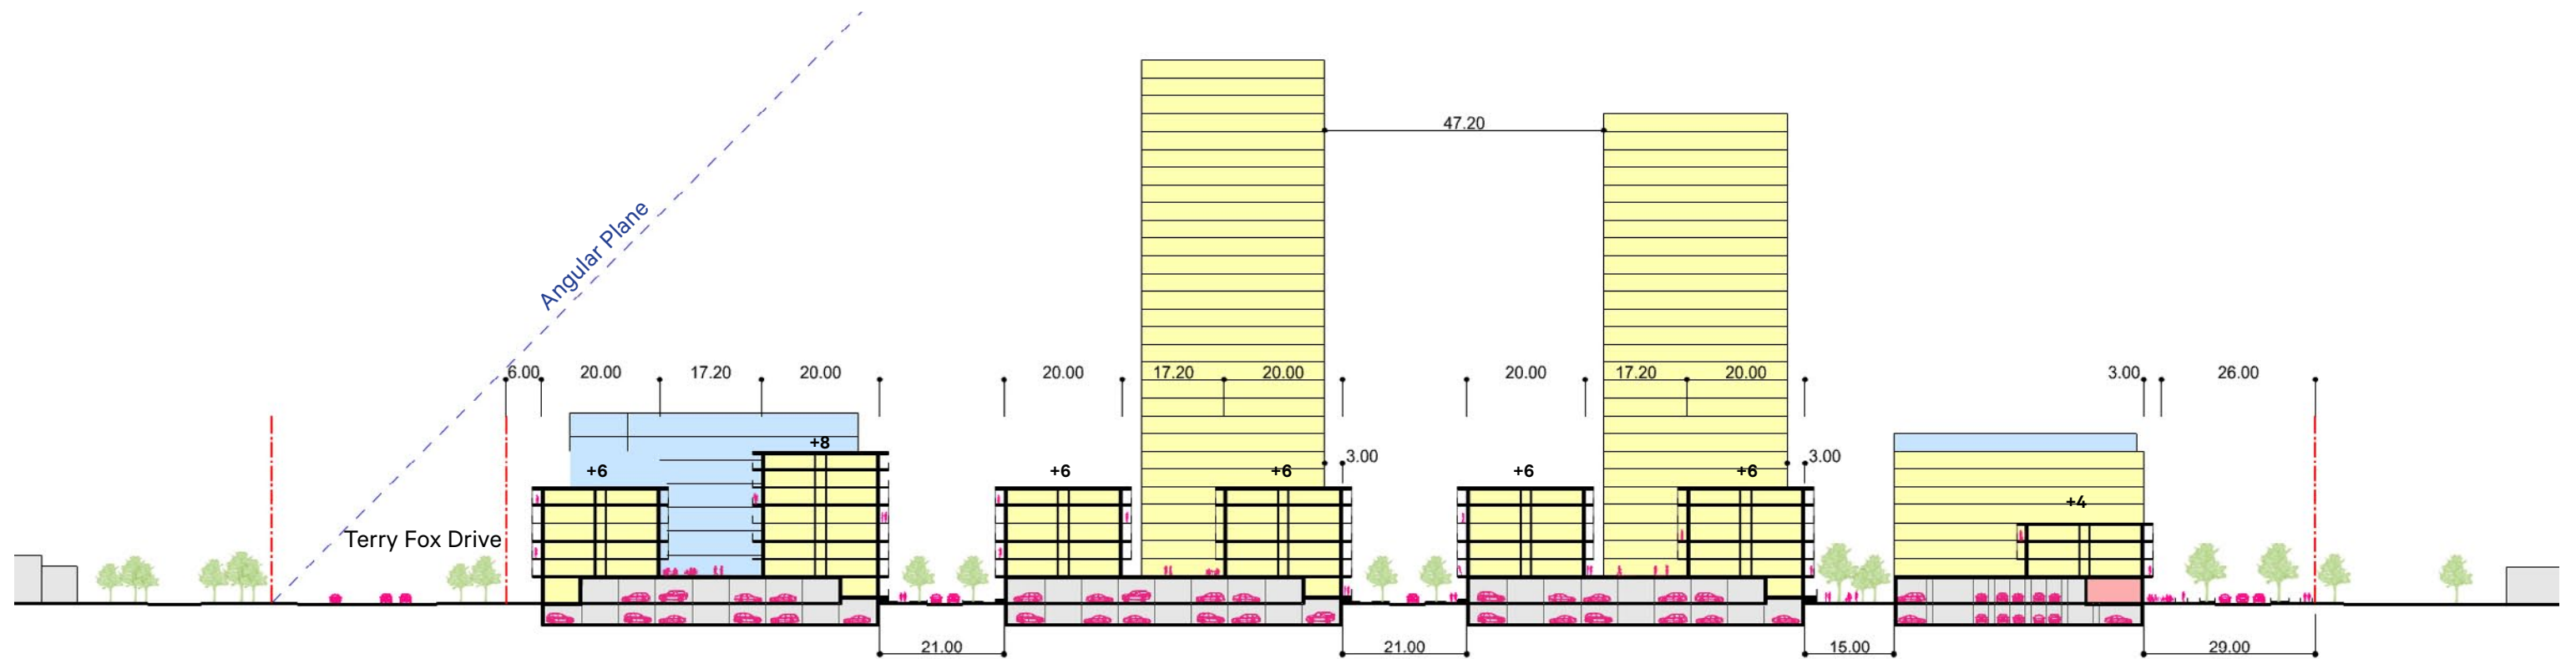 47.20
Angular Plane
6.00 20.00 17.20 20.00 20.00 17.20 20.00 20.00 17.20 20.00 3.00 26.00
+8
3.00 3.00
+6 +6 +6 +6 +6
+4
Terry Fox Drive
21.00 21.00 15.00 29.00